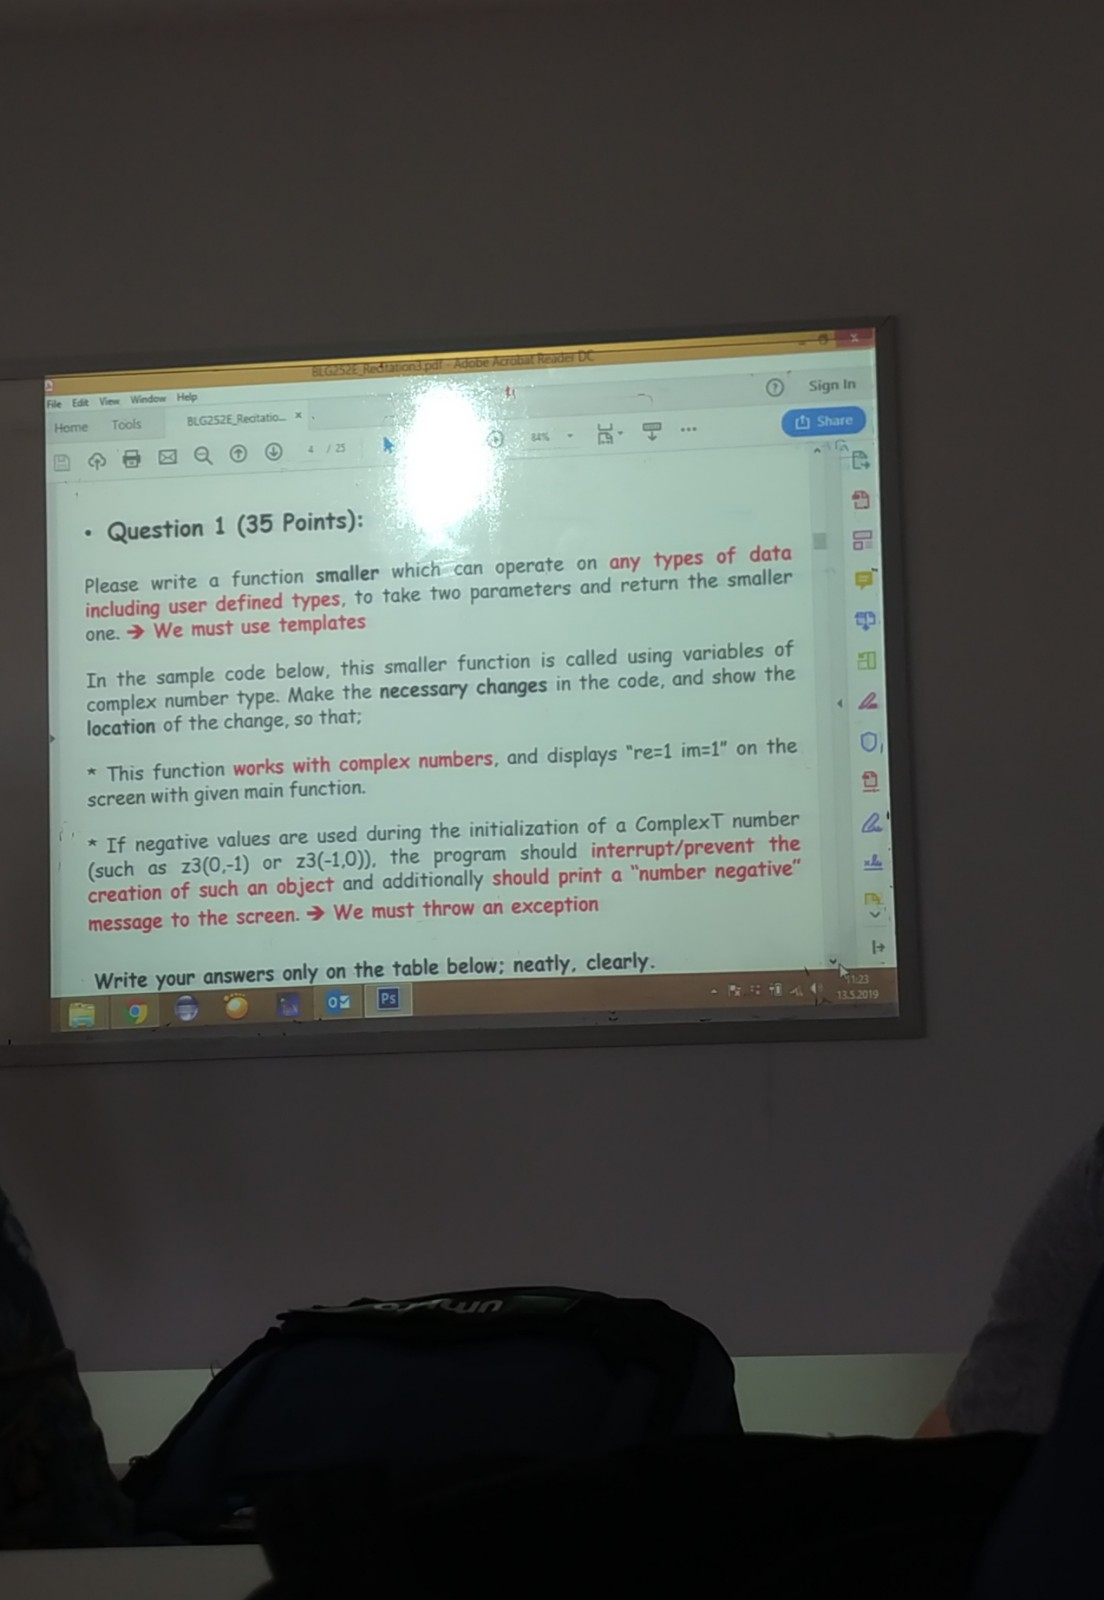 BLG252E_Recitation3.pdf - Adobe Acrobat Reader DC
File Edit View Window Help
Sign In
Home Tools BLG252E_Recitatio... ×
Share
4 / 25 84%
• Question 1 (35 Points):
Please write a function smaller which can operate on any types of data
including user defined types, to take two parameters and return the smaller
one. → We must use templates
In the sample code below, this smaller function is called using variables of
complex number type. Make the necessary changes in the code, and show the
location of the change, so that;
* This function works with complex numbers, and displays "re=1 im=1" on the
screen with given main function.
* If negative values are used during the initialization of a ComplexT number
(such as z3(0,-1) or z3(-1,0)), the program should interrupt/prevent the
creation of such an object and additionally should print a "number negative"
message to the screen. → We must throw an exception
Write your answers only on the table below; neatly, clearly.
Ps
11:23
13.5.2019